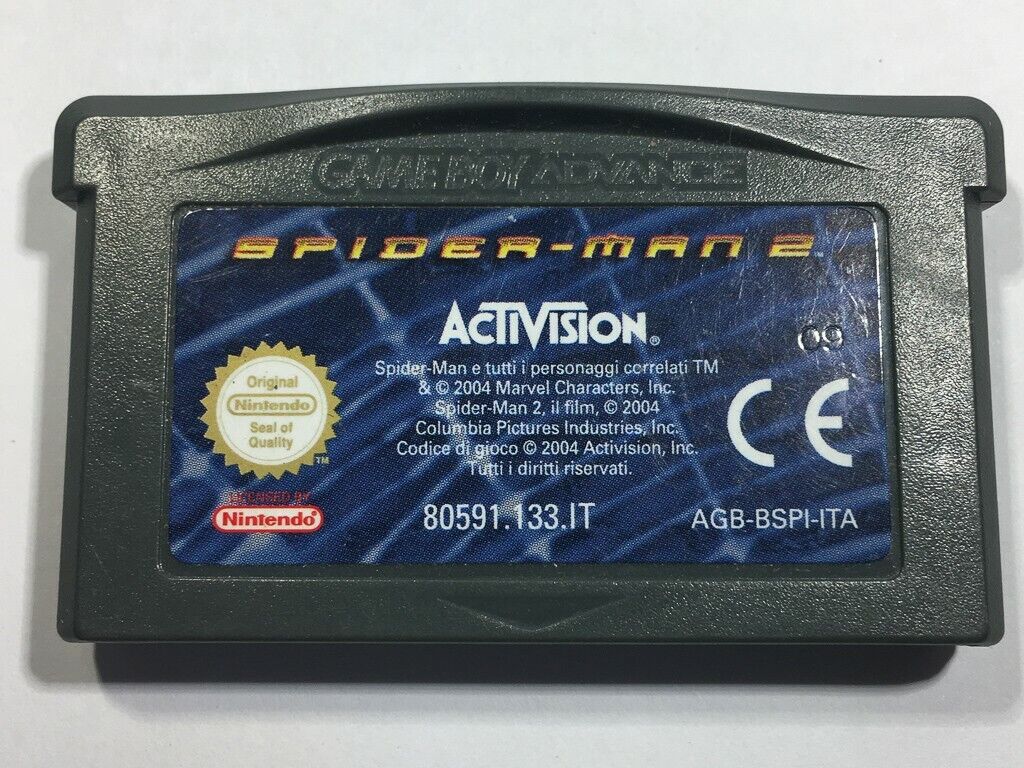 GAME BOY ADVANCE
SPIDER-MAN 2™
ACTIVISION®
09
Spider-Man e tutti i personaggi correlati TM
& © 2004 Marvel Characters, Inc.
Spider-Man 2, il film, © 2004
Columbia Pictures Industries, Inc.
Codice di gioco © 2004 Activision, Inc.
Tutti i diritti riservati.
CE
Original
Nintendo
Seal of
Quality
TM
LICENSED BY
Nintendo
80591.133.IT
AGB-BSPI-ITA